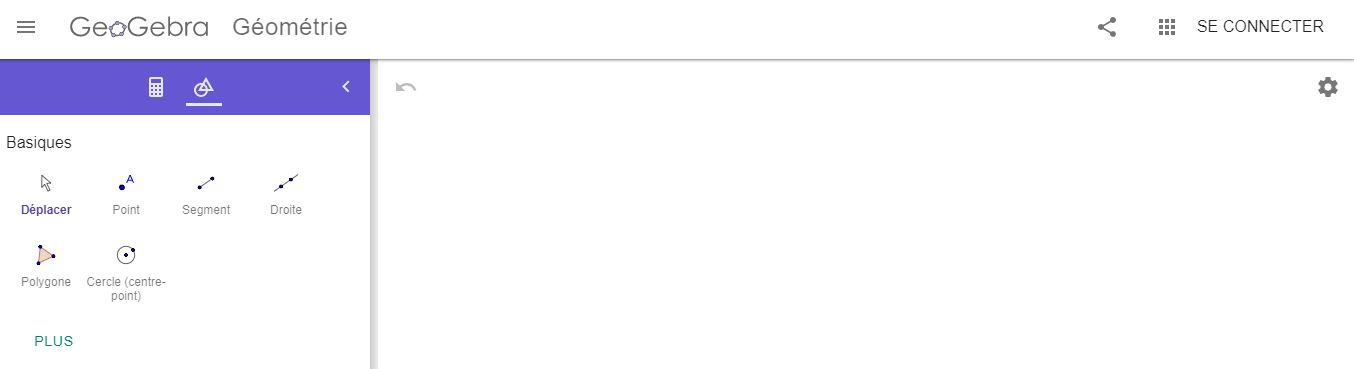 GeoGebra Géométrie SE CONNECTER
Basiques
A
Déplacer Point Segment Droite
Polygone Cercle (centre-
point)
PLUS